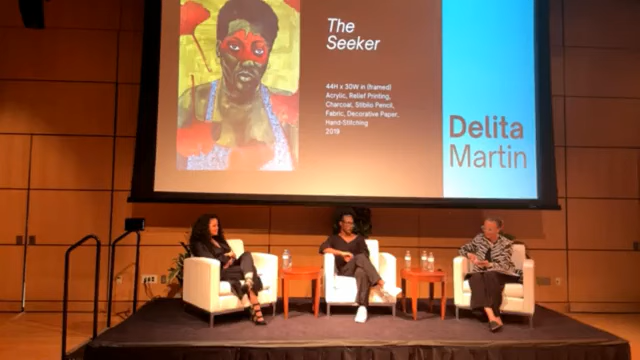 The
Seeker
44H x 30W in (framed)
Acrylic, Relief Printing,
Charcoal, Stibilo Pencil,
Fabric, Decorative Paper,
Hand-Stitching
2019
Delita
Martin